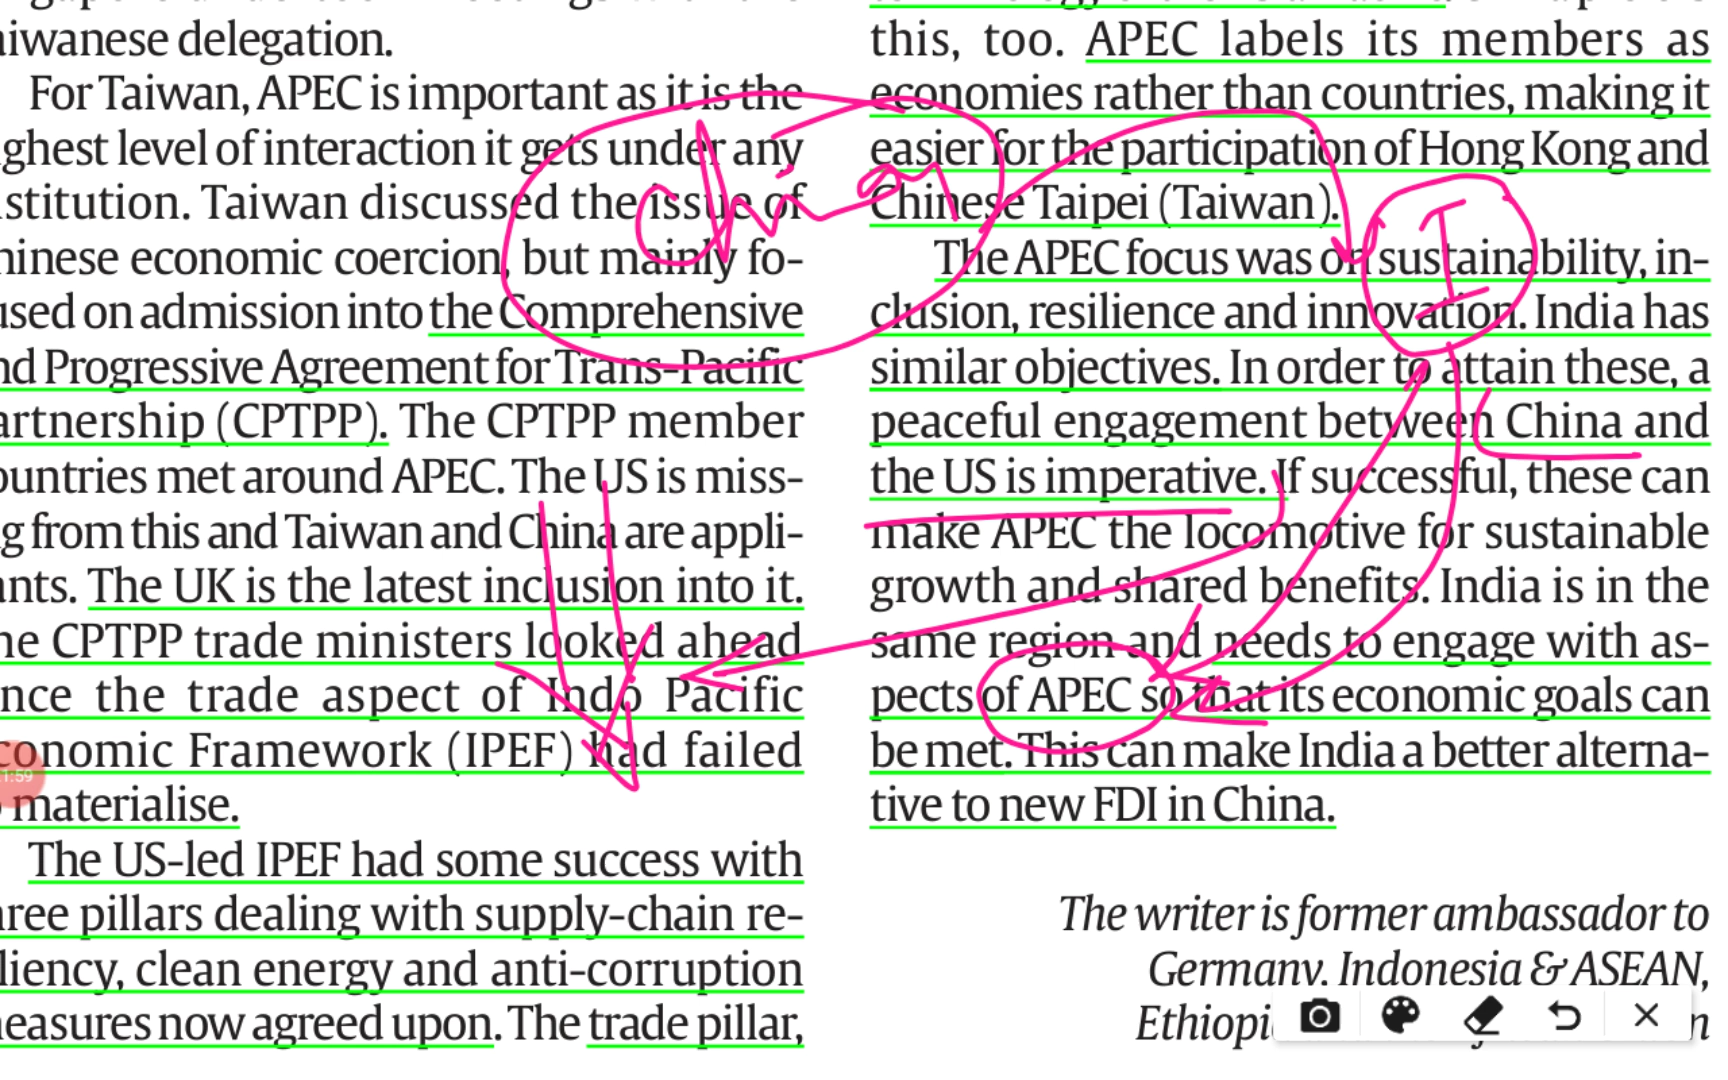 aiwanese delegation.
For Taiwan, APEC is important as it is the
ghest level of interaction it gets under any
stitution. Taiwan discussed the issue of
hinese economic coercion, but mainly fo-
used on admission into the Comprehensive
nd Progressive Agreement for Trans-Pacific
artnership (CPTPP). The CPTPP member
ountries met around APEC. The US is miss-
g from this and Taiwan and China are appli-
ants. The UK is the latest inclusion into it.
he CPTPP trade ministers looked ahead
nce the trade aspect of Indo Pacific
conomic Framework (IPEF) had failed
materialise.
The US-led IPEF had some success with
hree pillars dealing with supply-chain re-
liency, clean energy and anti-corruption
easures now agreed upon. The trade pillar,
this, too. APEC labels its members as
economies rather than countries, making it
easier for the participation of Hong Kong and
Chinese Taipei (Taiwan).
The APEC focus was on sustainability, in-
clusion, resilience and innovation. India has
similar objectives. In order to attain these, a
peaceful engagement between China and
the US is imperative. If successful, these can
make APEC the locomotive for sustainable
growth and shared benefits. India is in the
same region and needs to engage with as-
pects of APEC so that its economic goals can
be met. This can make India a better alterna-
tive to new FDI in China.
The writer is former ambassador to
Germany, Indonesia & ASEAN,
Ethiopi
China
I
1:59